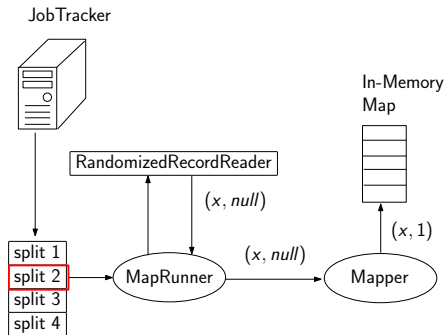 JobTracker
In-Memory
Map
RandomizedRecordReader
(x, null)
(x, 1)
split 1
split 2
split 3
split 4
MapRunner
(x, null)
Mapper